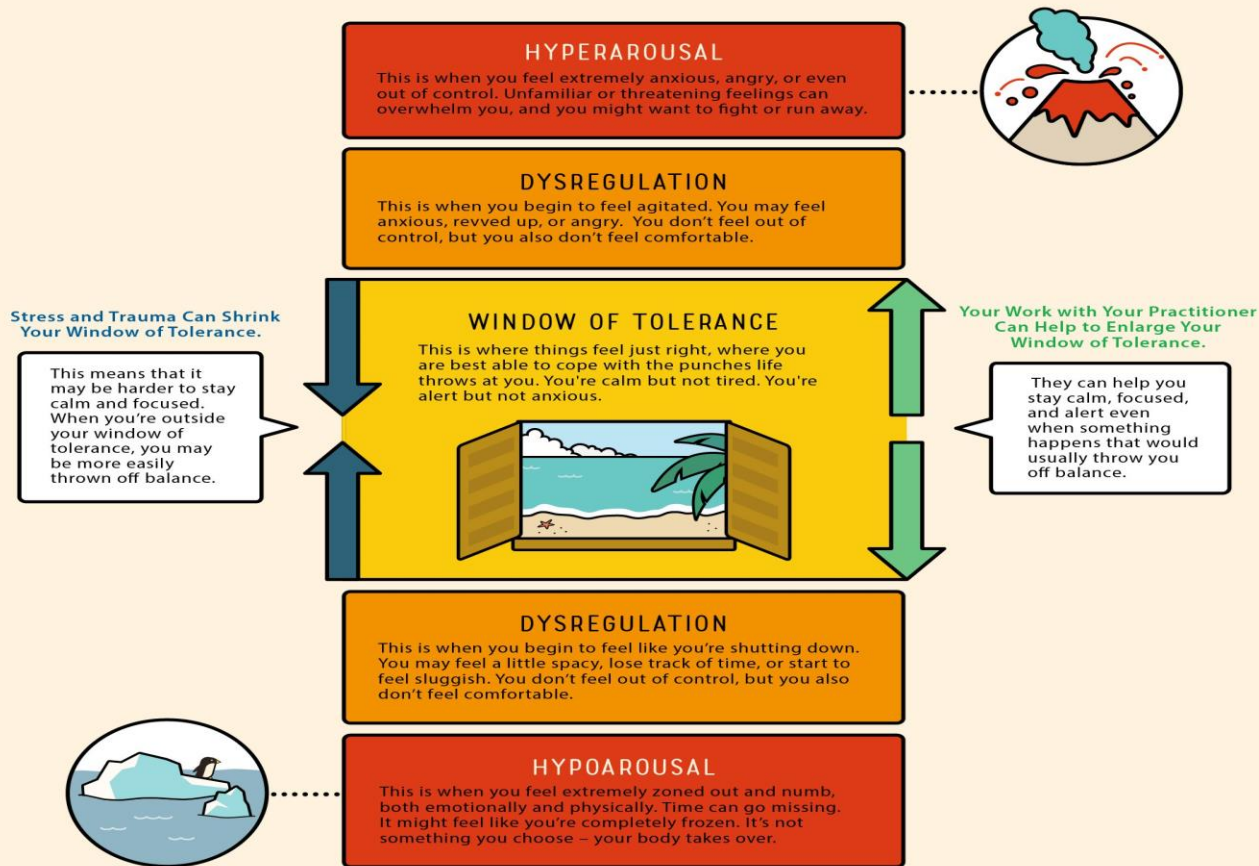 HYPERAROUSAL
This is when you feel extremely anxious, angry, or even
out of control. Unfamiliar or threatening feelings can
overwhelm you, and you might want to fight or run away.
DYSREGULATION
This is when you begin to feel agitated. You may feel
anxious, revved up, or angry.  You don’t feel out of
control, but you also don’t feel comfortable.
Stress and Trauma Can Shrink
Your Window of Tolerance.
This means that it
may be harder to stay
calm and focused.
When you’re outside
your window of
tolerance, you may
be more easily
thrown off balance.
WINDOW OF TOLERANCE
This is where things feel just right, where you
are best able to cope with the punches life
throws at you. You're calm but not tired. You're
alert but not anxious.
Your Work with Your Practitioner
Can Help to Enlarge Your
Window of Tolerance.
They can help you
stay calm, focused,
and alert even
when something
happens that would
usually throw you
off balance.
DYSREGULATION
This is when you begin to feel like you’re shutting down.
You may feel a little spacy, lose track of time, or start to
feel sluggish. You don’t feel out of control, but you also
don’t feel comfortable.
HYPOAROUSAL
This is when you feel extremely zoned out and numb,
both emotionally and physically. Time can go missing.
It might feel like you’re completely frozen. It’s not
something you choose – your body takes over.